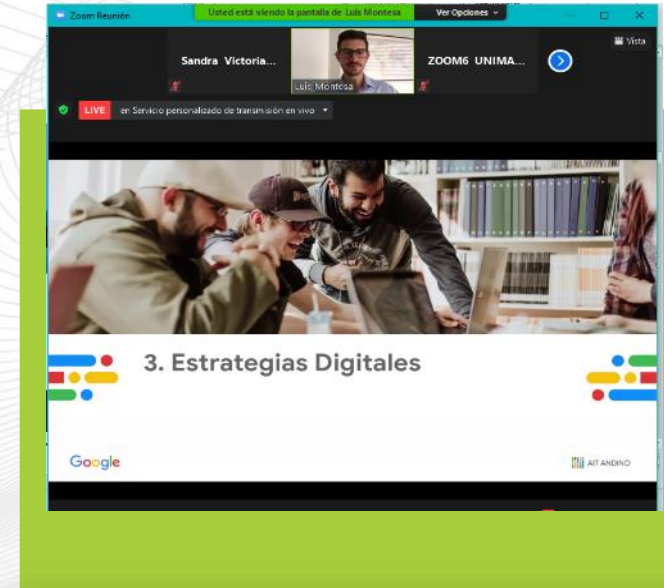 Zoom Reunión
Usted está viendo la pantalla de Luis Montesa
Ver Opciones
Vista
Sandra Victoria...
Luis Montesa
ZOOM6 UNIMA...
LIVE
en Servicio personalizado de transmisión en vivo
3. Estrategias Digitales
Google
AIT ANDINO